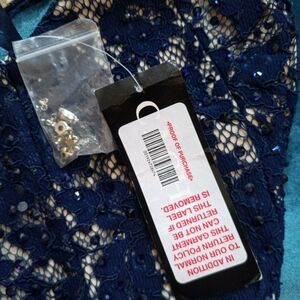 *PROOF OF PURCHASE*
IN ADDITION
TO OUR NORMAL
RETURN POLICY
THIS GARMENT
CAN NOT BE
RETURNED IF
THIS LABEL
IS REMOVED.